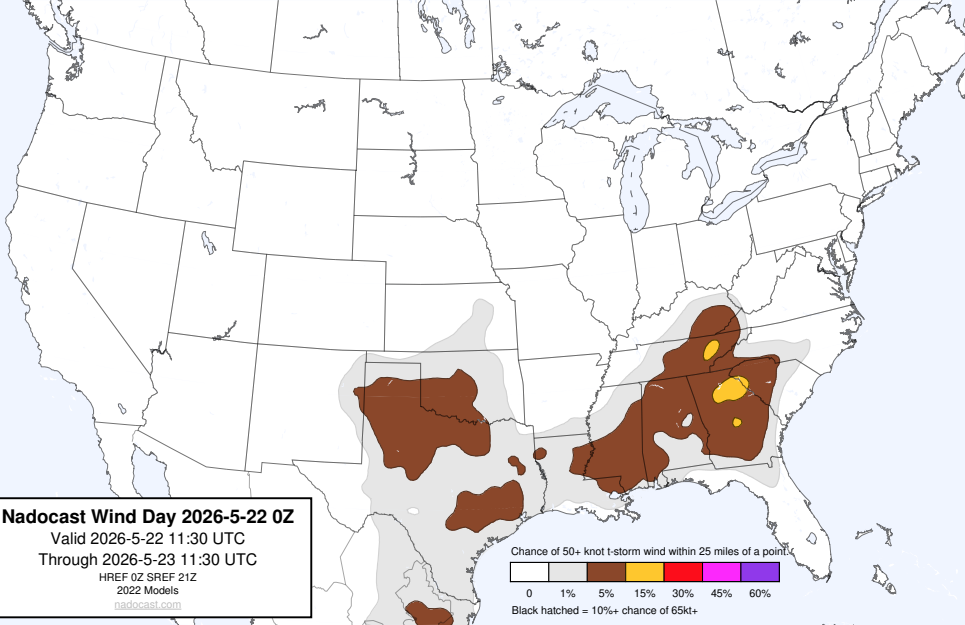 Nadocast Wind Day 2026-5-22 0Z
Valid 2026-5-22 11:30 UTC
Through 2026-5-23 11:30 UTC
HREF 0Z SREF 21Z
2022 Models
nadocast.com
Chance of 50+ knot t-storm wind within 25 miles of a point.
0 1% 5% 15% 30% 45% 60%
Black hatched = 10%+ chance of 65kt+